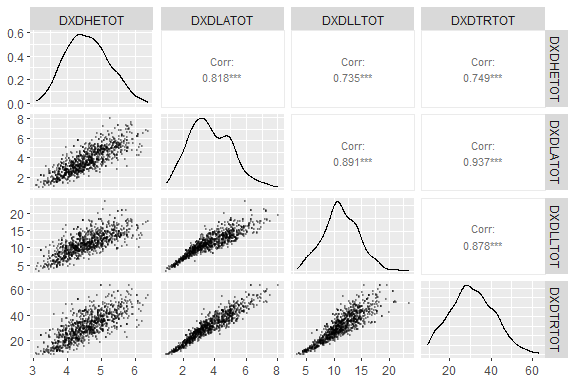 DXDHETOT DXDLATOT DXDLLTOT DXDTRTOT
0.6
0.4
0.2
0.0
Corr:
0.818***
Corr:
0.735***
Corr:
0.749***
DXDHETOT
8
6
4
2
Corr:
0.891***
Corr:
0.937***
DXDLATOT
20
15
10
5
Corr:
0.878***
DXDLLTOT
60
40
20
DXDTRTOT
3 4 5 6
2 4 6 8
5 10 15 20
20 40 60